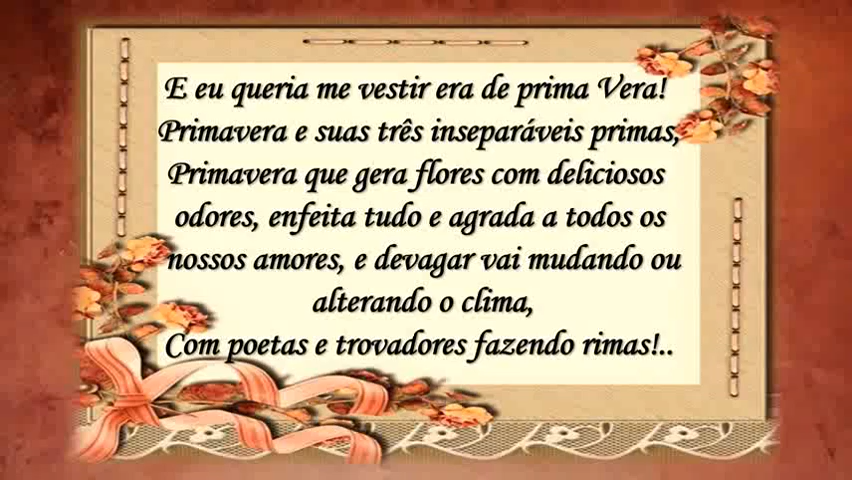 E eu queria me vestir era de prima Vera!
Primavera e suas três inseparáveis primas,
Primavera que gera flores com deliciosos
odores, enfeita tudo e agrada a todos os
nossos amores, e devagar vai mudando ou
alterando o clima,
Com poetas e trovadores fazendo rimas!..